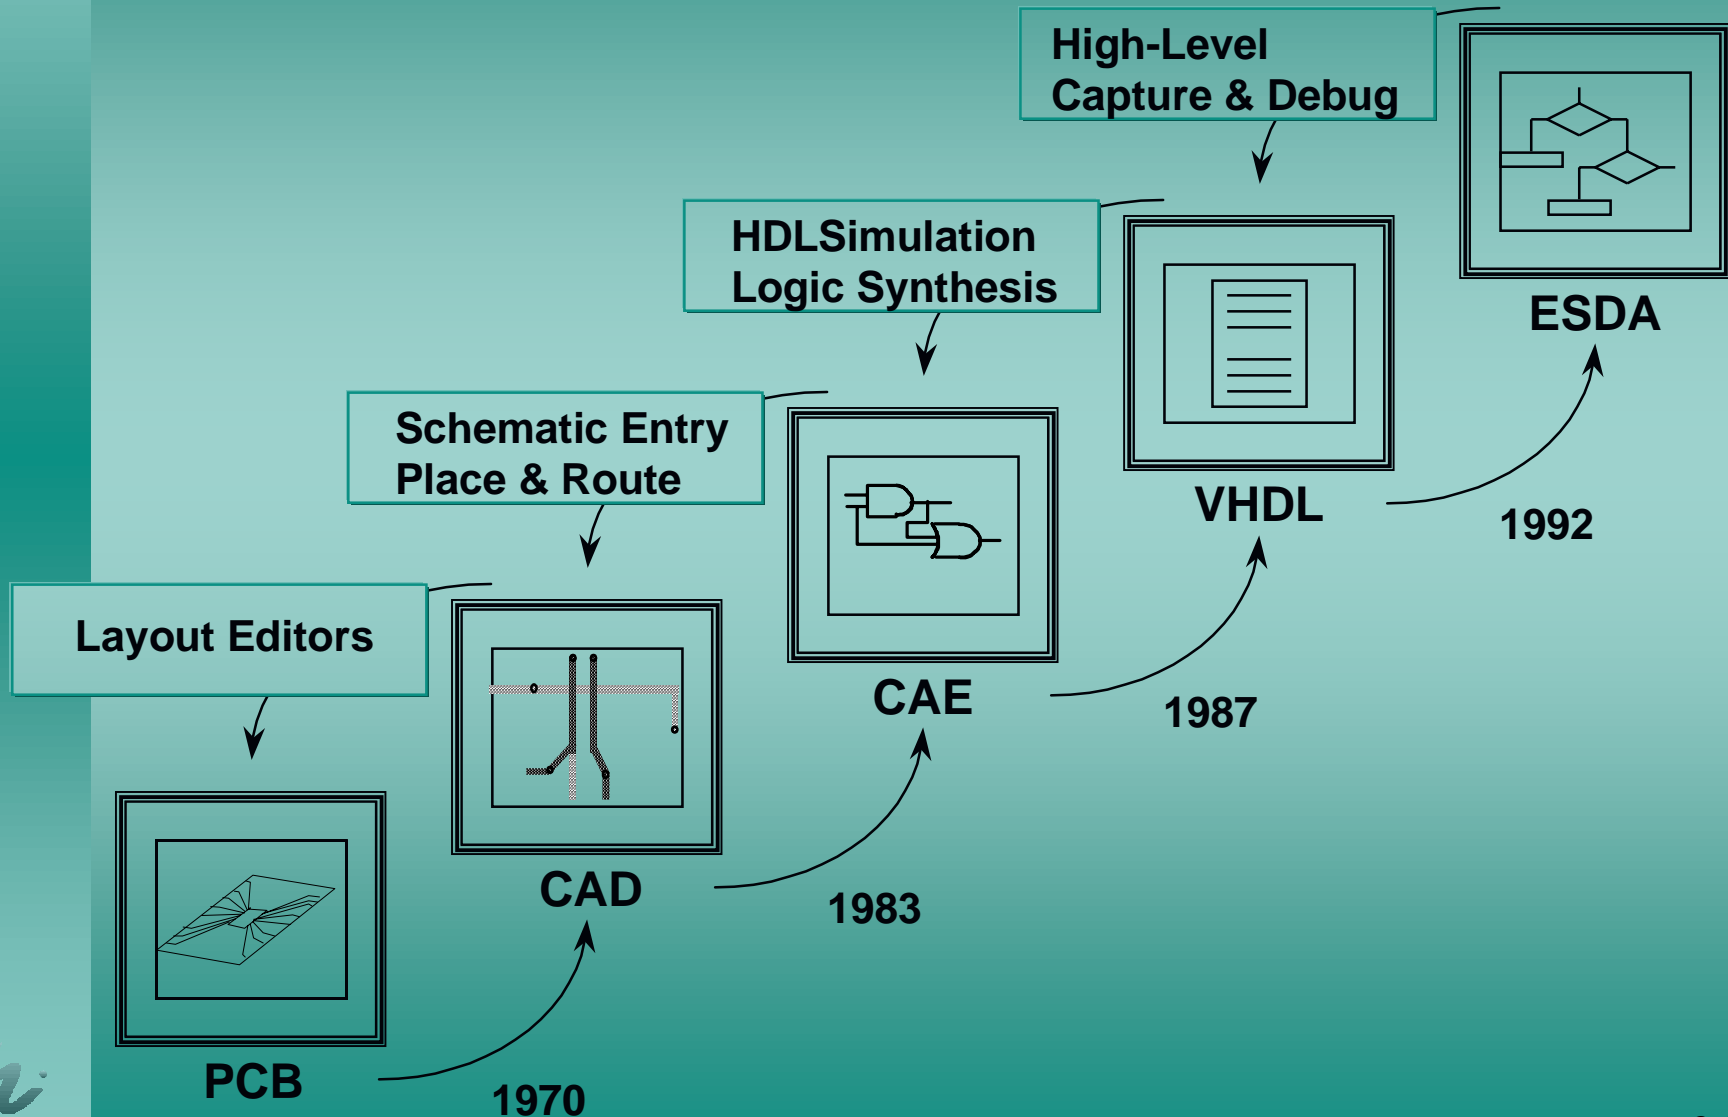 High-Level
Capture & Debug
ESDA
HDLSimulation
Logic Synthesis
VHDL
1992
Schematic Entry
Place & Route
CAE
1987
Layout Editors
CAD
1983
PCB
1970